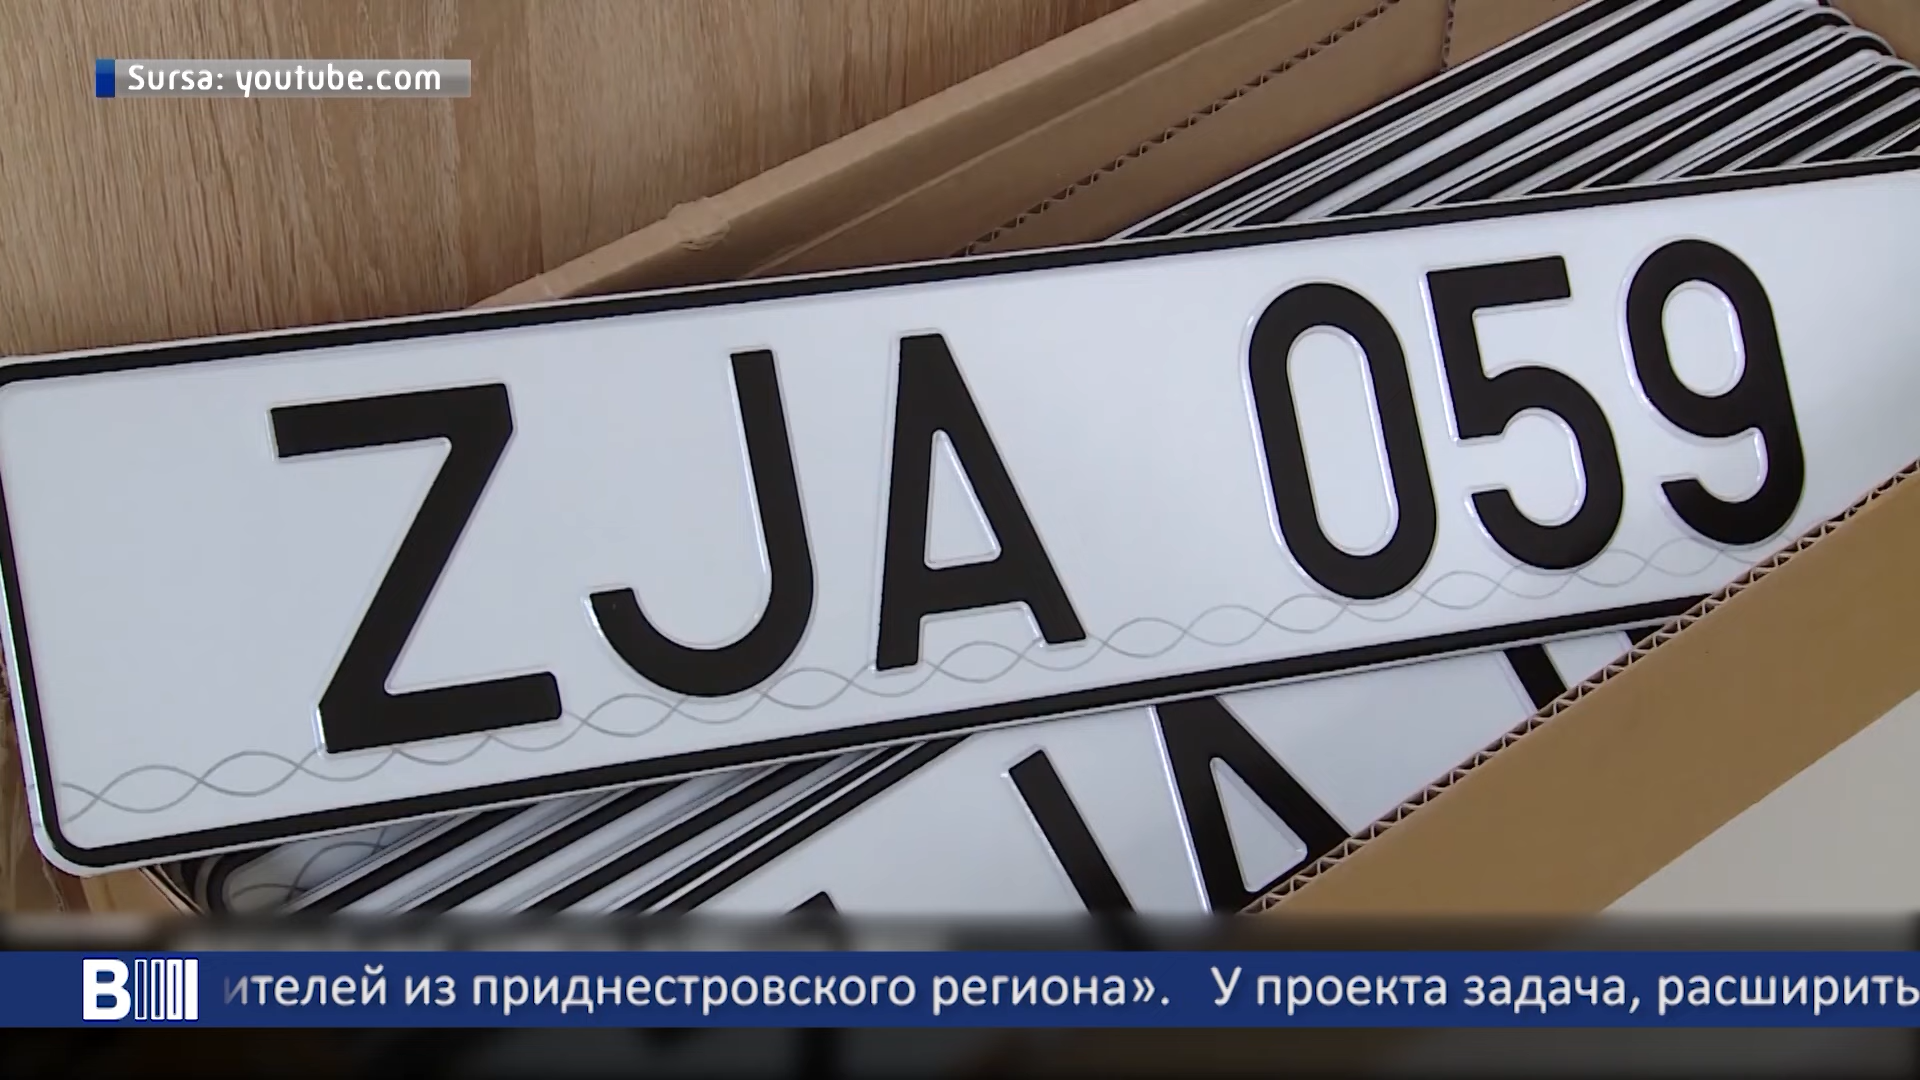 Sursa: youtube.com
ZJA 059
ителей из приднестровского региона». У проекта задача, расширить